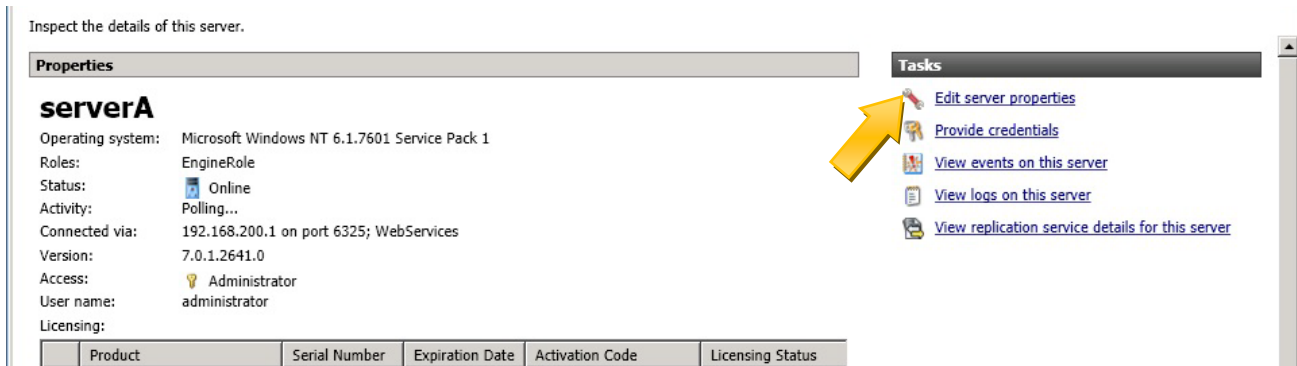 Inspect the details of this server.
Properties
serverA
Operating system: Microsoft Windows NT 6.1.7601 Service Pack 1
Roles: EngineRole
Status: Online
Activity: Polling...
Connected via: 192.168.200.1 on port 6325; WebServices
Version: 7.0.1.2641.0
Access: Administrator
User name: administrator
Licensing:
Product Serial Number Expiration Date Activation Code Licensing Status
Tasks
Edit server properties
Provide credentials
View events on this server
View logs on this server
View replication service details for this server